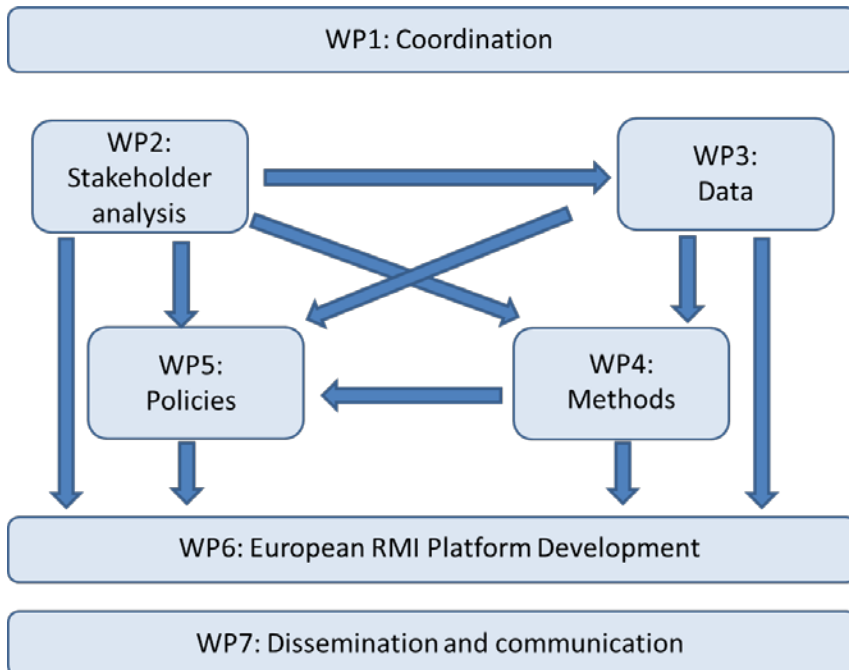 WP1: Coordination
WP2:
Stakeholder
analysis
WP3:
Data
WP5:
Policies
WP4:
Methods
WP6: European RMI Platform Development
WP7: Dissemination and communication